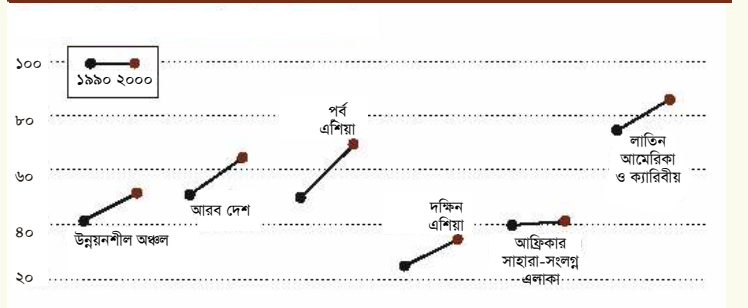 ১০০
১৯৯০ ২০০০
৮০
পর্ব
এশিয়া
লাতিন
আমেরিকা
ও ক্যারিবীয়
৬০
আরব দেশ
দক্ষিন
এশিয়া
৪০
উন্নয়নশীল অঞ্চল
আফ্রিকার
সাহারা-সংলগ্ন
এলাকা
২০